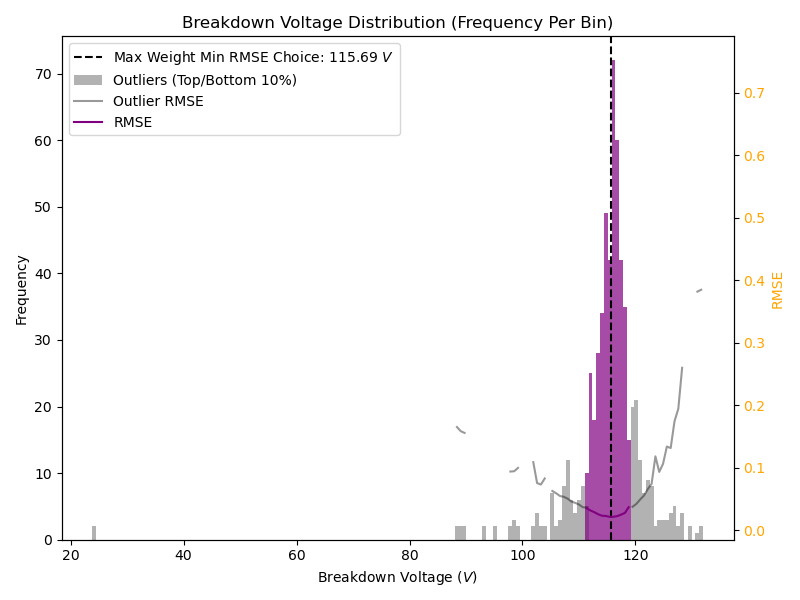 Breakdown Voltage Distribution (Frequency Per Bin)
Max Weight Min RMSE Choice: 115.69 V
Outliers (Top/Bottom 10%)
Outlier RMSE
RMSE
70
60
50
40
30
20
10
0
Frequency
0.7
0.6
0.5
0.4
0.3
0.2
0.1
0.0
RMSE
20 40 60 80 100 120
Breakdown Voltage (V)